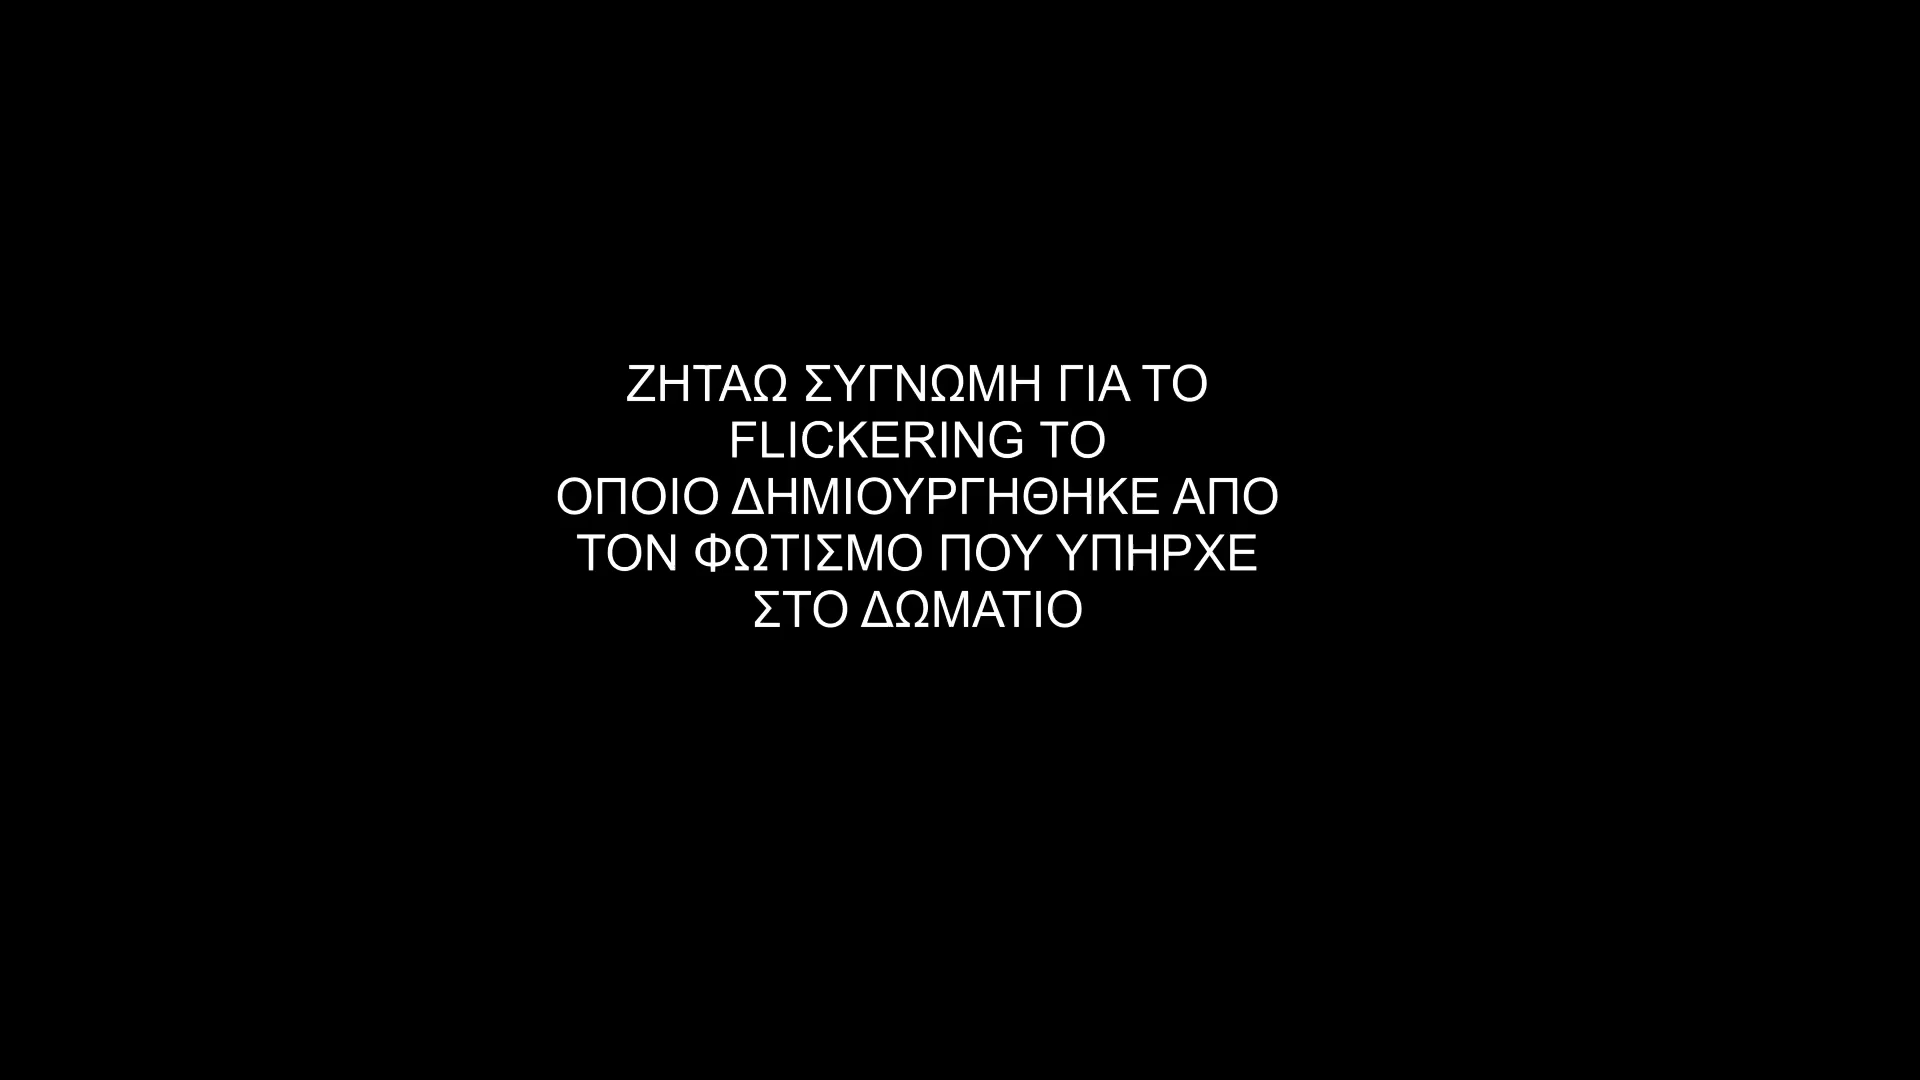 ΖΗΤΑΩ ΣΥΓΝΩΜΗ ΓΙΑ ΤΟ
FLICKERING ΤΟ
ΟΠΟΙΟ ΔΗΜΙΟΥΡΓΗΘΗΚΕ ΑΠΟ
ΤΟΝ ΦΩΤΙΣΜΟ ΠΟΥ ΥΠΗΡΧΕ
ΣΤΟ ΔΩΜΑΤΙΟ